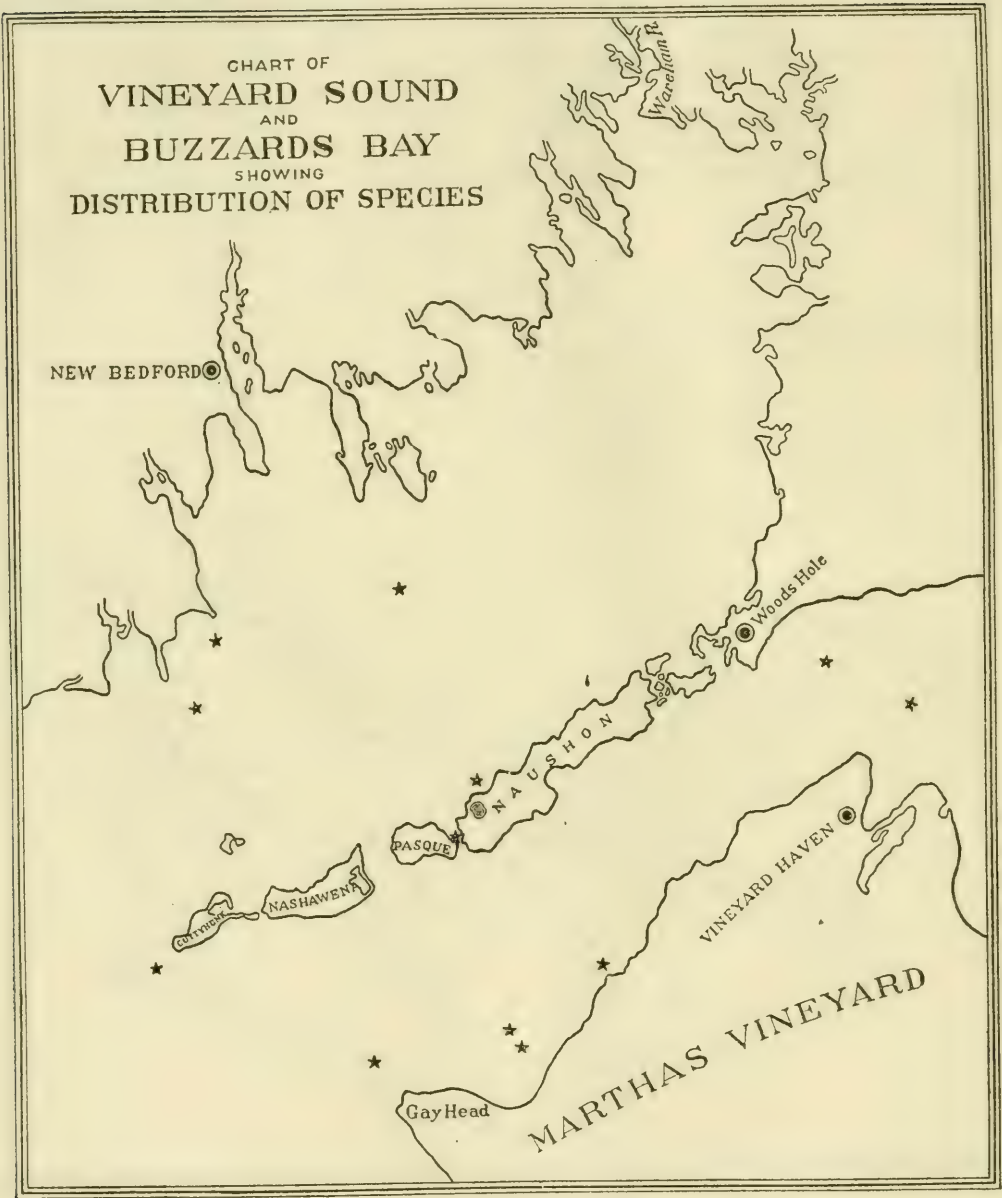 CHART OF
VINEYARD SOUND
AND
BUZZARDS BAY
SHOWING
DISTRIBUTION OF SPECIES
Wareham R.
NEW BEDFORD
Woods Hole
NAUSHON
PASQUE
NASHAWENA
CUTTYHUNK
VINEYARD HAVEN
MARTHAS VINEYARD
Gay Head